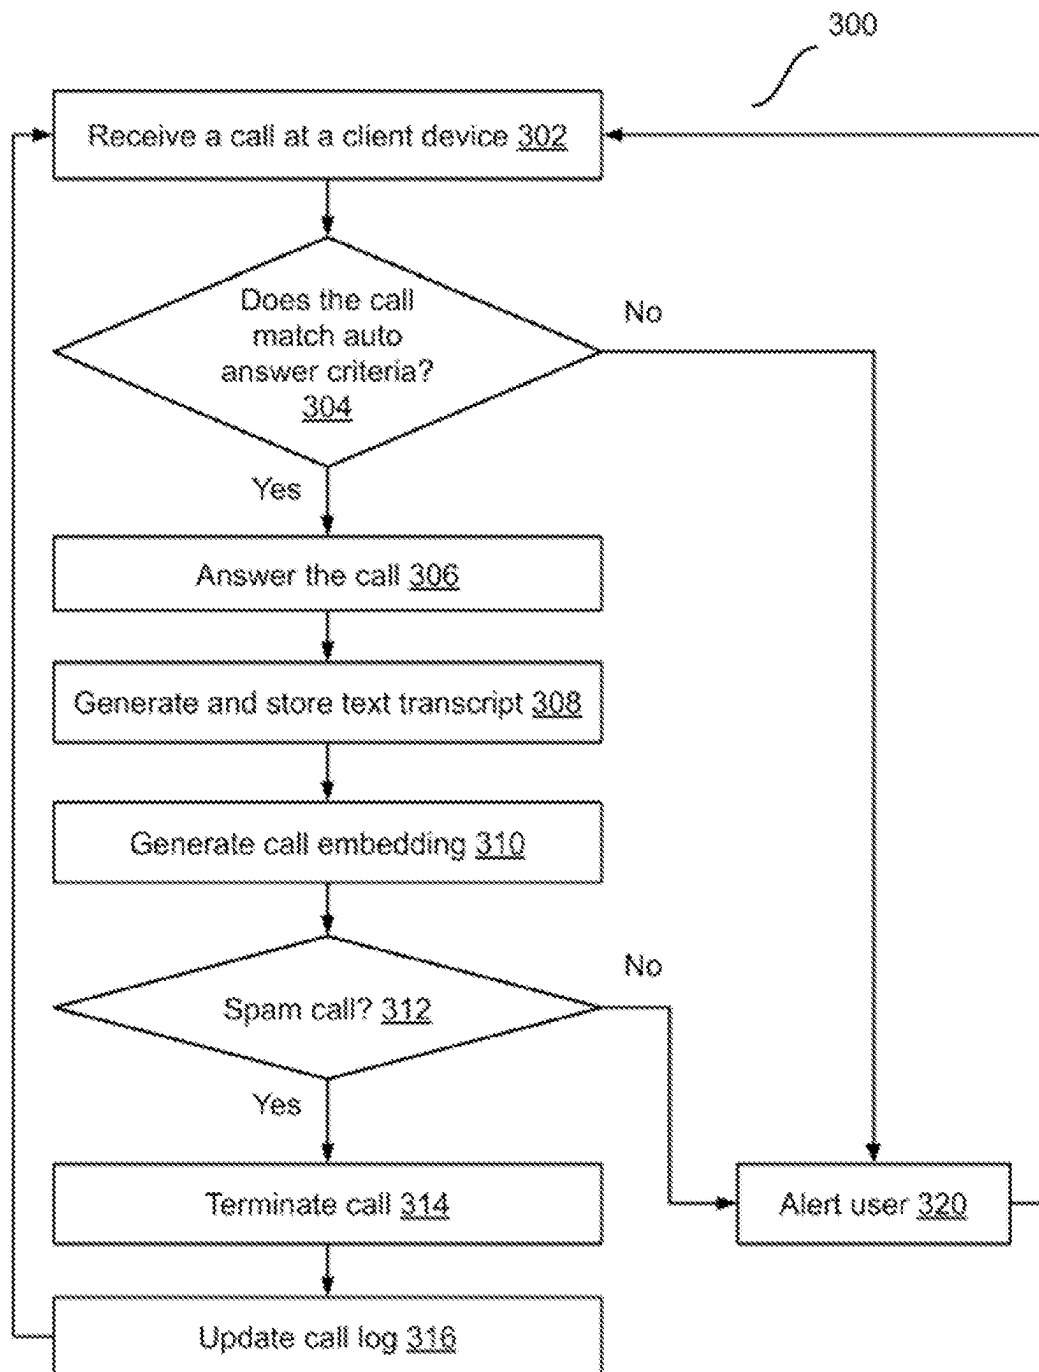 300
Receive a call at a client device 302
Does the call
match auto
answer criteria?
304
No
Yes
Answer the call 306
Generate and store text transcript 308
Generate call embedding 310
Spam call? 312
No
Yes
Terminate call 314
Alert user 320
Update call log 316